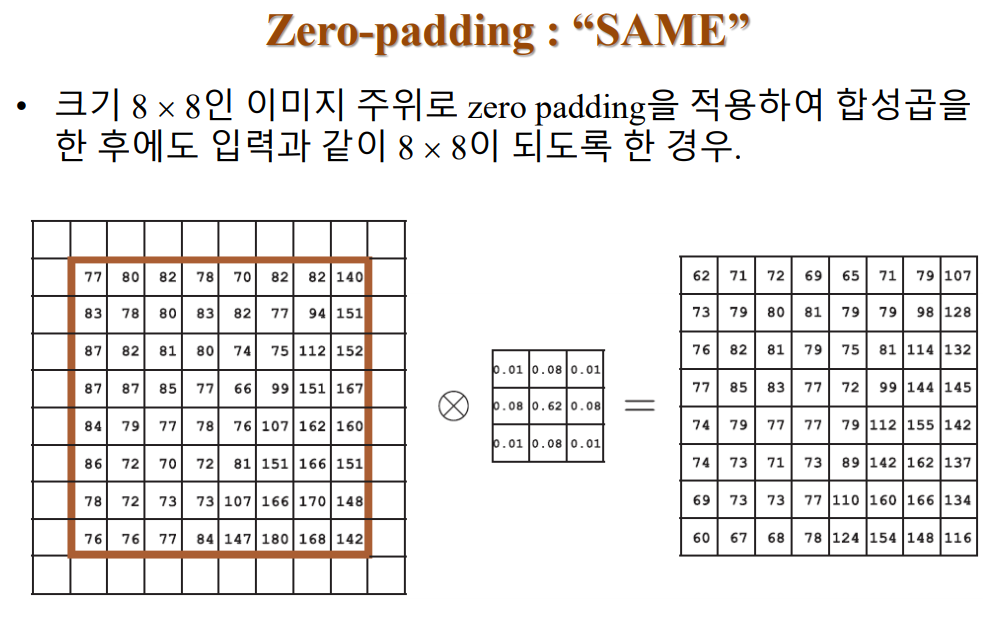 Zero-padding : “SAME”
• 크기 8 × 8인 이미지 주위로 zero padding을 적용하여 합성곱을
한 후에도 입력과 같이 8 × 8이 되도록 한 경우.
77 80 82 78 70 82 82 140
83 78 80 83 82 77 94 151
87 82 81 80 74 75 112 152
87 87 85 77 66 99 151 167
84 79 77 78 76 107 162 160
86 72 70 72 81 151 166 151
78 72 73 73 107 166 170 148
76 76 77 84 147 180 168 142
⊗
0.01 0.08 0.01
0.08 0.62 0.08
0.01 0.08 0.01
=
62 71 72 69 65 71 79 107
73 79 80 81 79 79 98 128
76 82 81 79 75 81 114 132
77 85 83 77 72 99 144 145
74 79 77 77 79 112 155 142
74 73 71 73 89 142 162 137
69 73 73 77 110 160 166 134
60 67 68 78 124 154 148 116